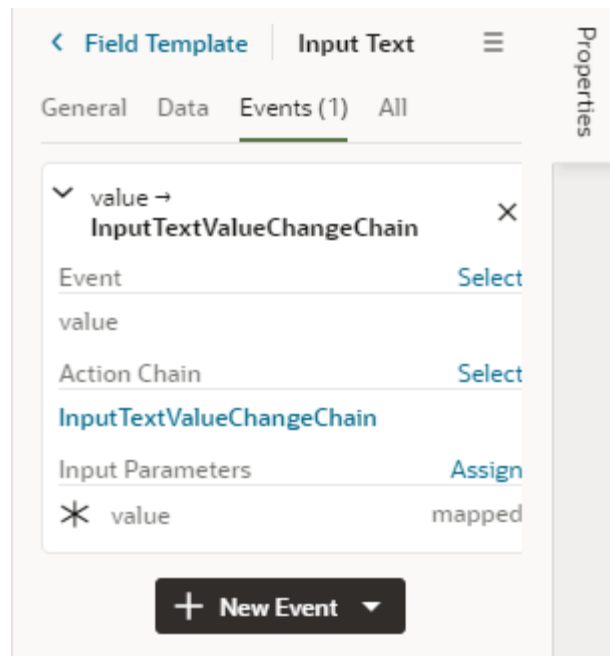 Field Template Input Text
Properties
General Data Events (1) All
value →
InputTextValueChangeChain
Event Select
value
Action Chain Select
InputTextValueChangeChain
Input Parameters Assign
value mapped
New Event